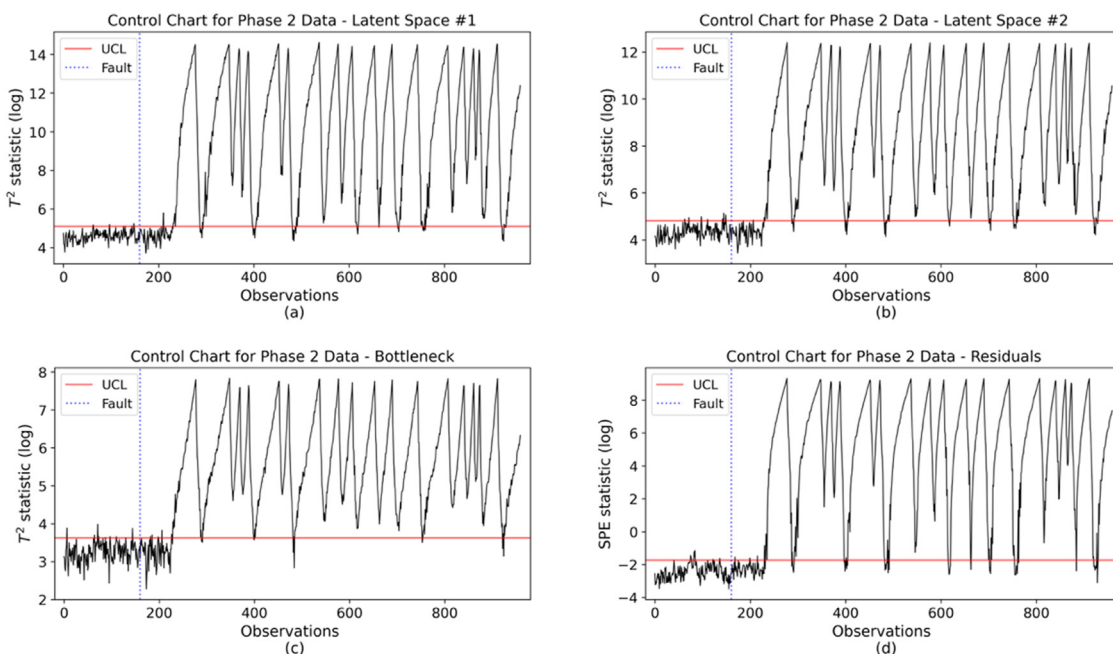 Control Chart for Phase 2 Data - Latent Space #1
UCL
Fault
T² statistic (log)
14
12
10
8
6
4
0 200 400 600 800
Observations
(a)
Control Chart for Phase 2 Data - Latent Space #2
UCL
Fault
T² statistic (log)
12
10
8
6
4
0 200 400 600 800
Observations
(b)
Control Chart for Phase 2 Data - Bottleneck
UCL
Fault
T² statistic (log)
8
7
6
5
4
3
2
0 200 400 600 800
Observations
(c)
Control Chart for Phase 2 Data - Residuals
UCL
Fault
SPE statistic (log)
8
6
4
2
0
−2
−4
0 200 400 600 800
Observations
(d)